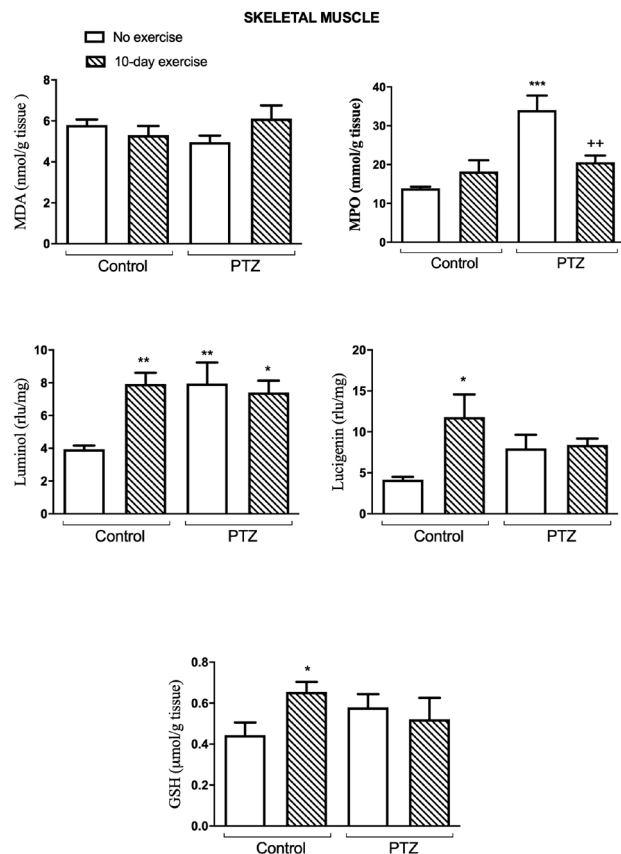 SKELETAL MUSCLE
No exercise
10-day exercise
MDA (nmol/g tissue )
8
6
4
2
0
Control
PTZ
MPO (mmol/g tissue)
40
30
20
10
0
***
++
Control
PTZ
Luminol (rlu/mg)
10
8
6
4
2
0
**
**
*
Control
PTZ
Lucigenin (rlu/mg)
20
15
10
5
0
*
Control
PTZ
GSH (μmol/g tissue)
0.8
0.6
0.4
0.2
0.0
*
Control
PTZ